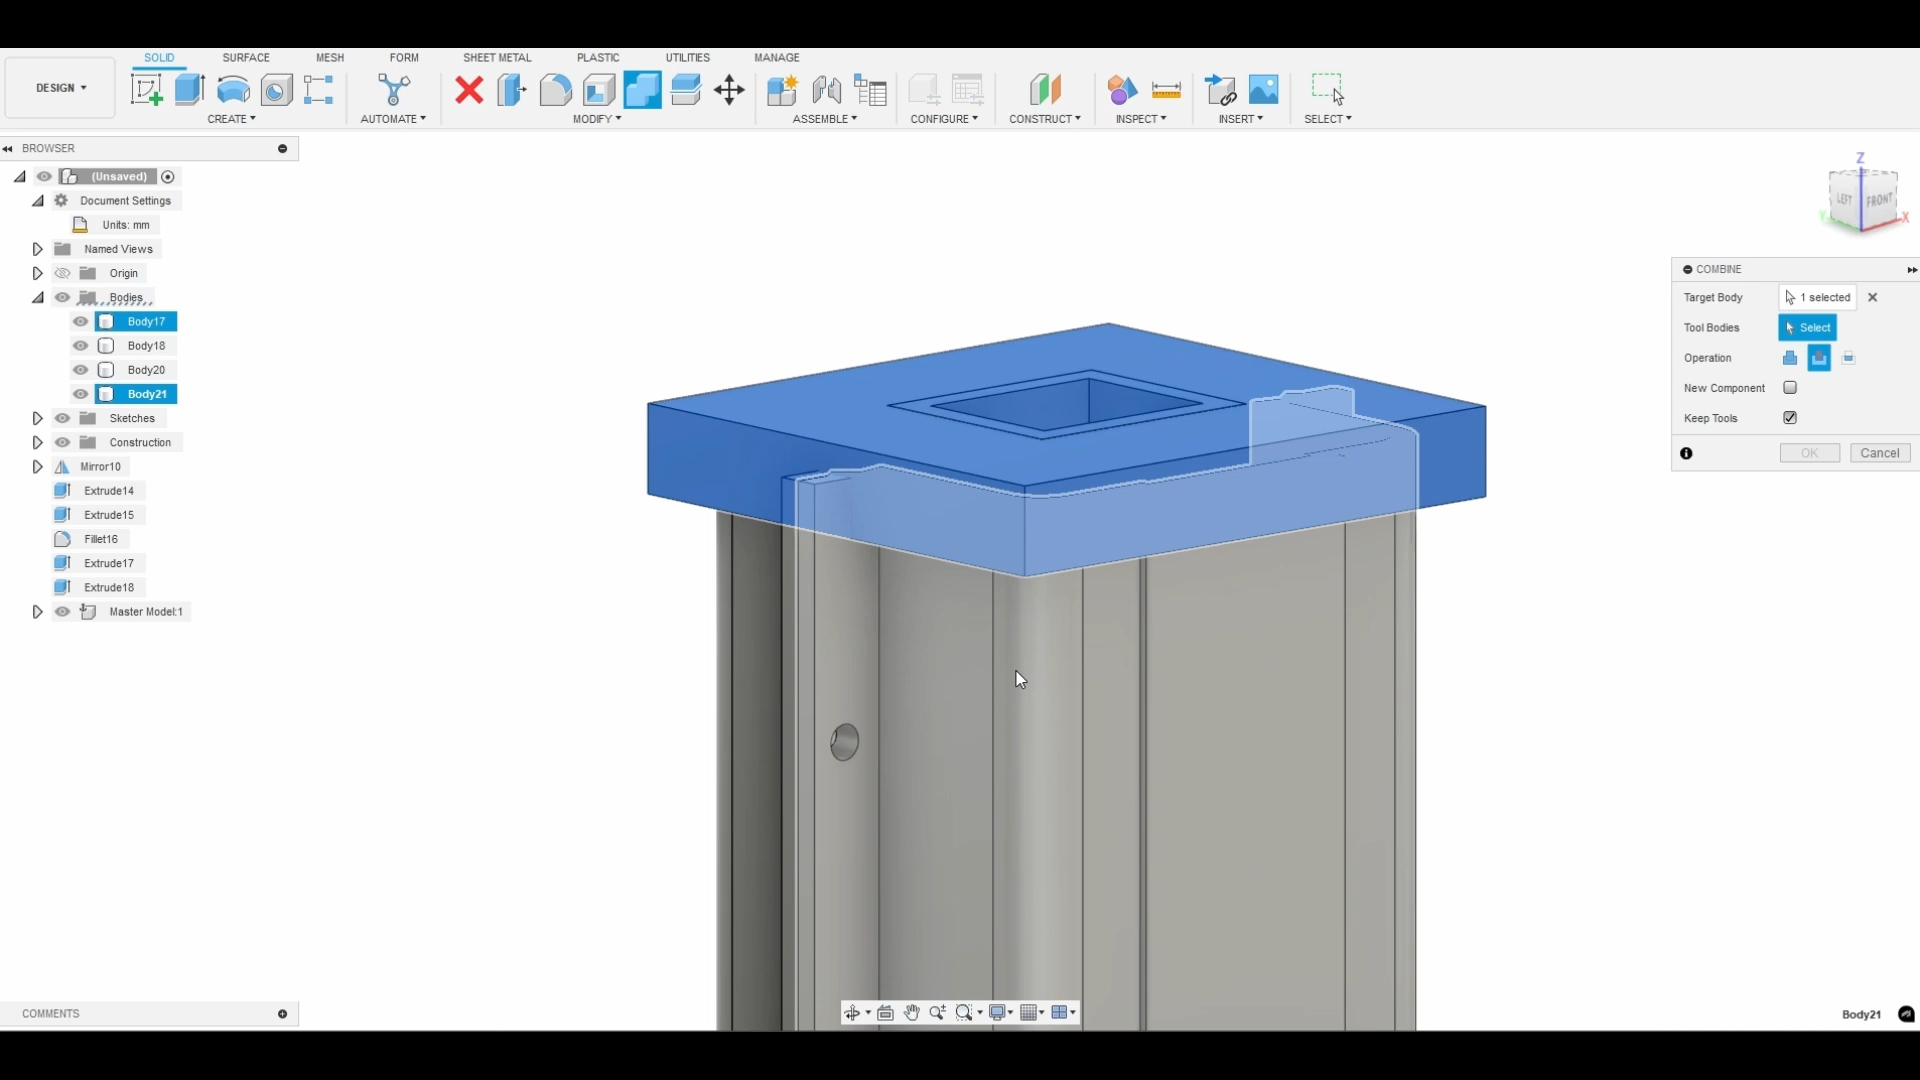 SOLID SURFACE MESH FORM SHEET METAL PLASTIC UTILITIES MANAGE
DESIGN
CREATE AUTOMATE MODIFY ASSEMBLE CONFIGURE CONSTRUCT INSPECT INSERT SELECT
BROWSER
(Unsaved)
Document Settings
Units: mm
Named Views
Origin
Bodies
Body17
Body18
Body20
Body21
Sketches
Construction
Mirror10
Extrude14
Extrude15
Fillet16
Extrude17
Extrude18
Master Model:1
Z
LEFT FRONT
Y X
COMBINE
Target Body 1 selected
Tool Bodies Select
Operation
New Component
Keep Tools
OK Cancel
COMMENTS
Body21